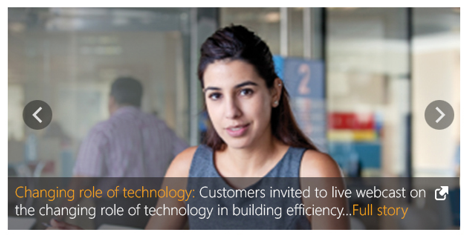 Changing role of technology: Customers invited to live webcast on
the changing role of technology in building efficiency...Full story